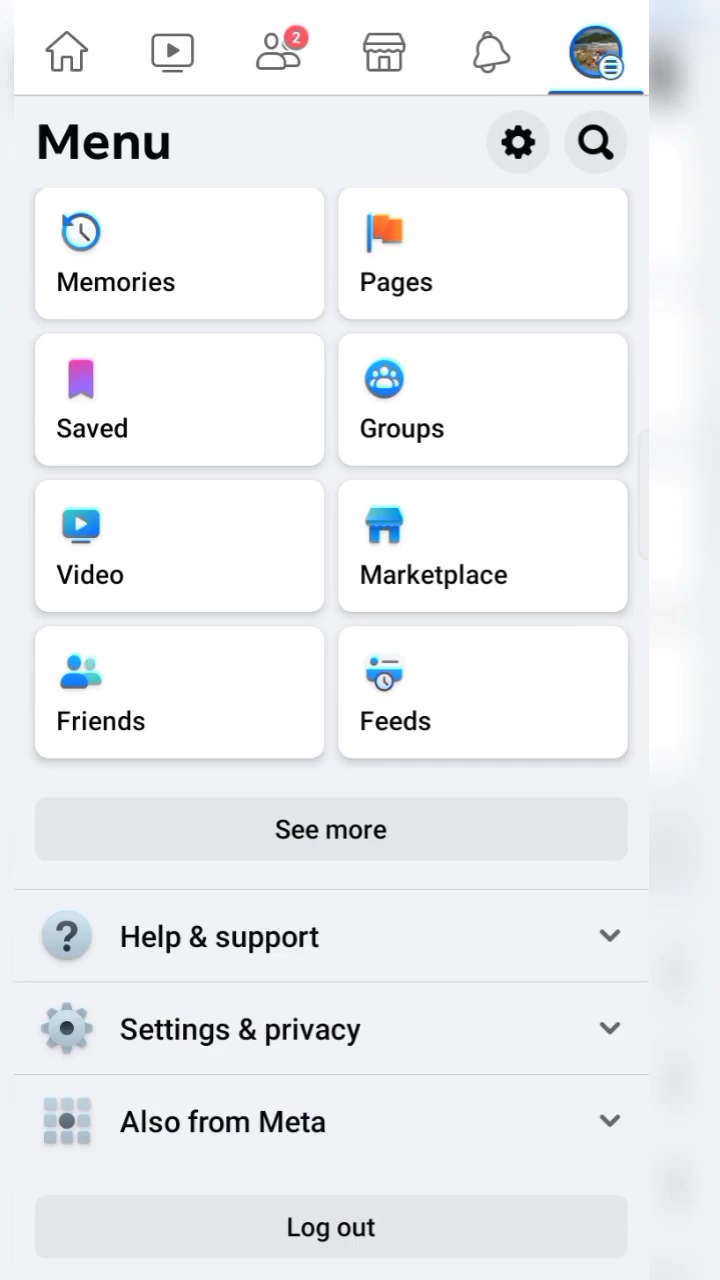 2
Menu
Memories
Pages
Saved
Groups
Video
Marketplace
Friends
Feeds
See more
Help & support
Settings & privacy
Also from Meta
Log out